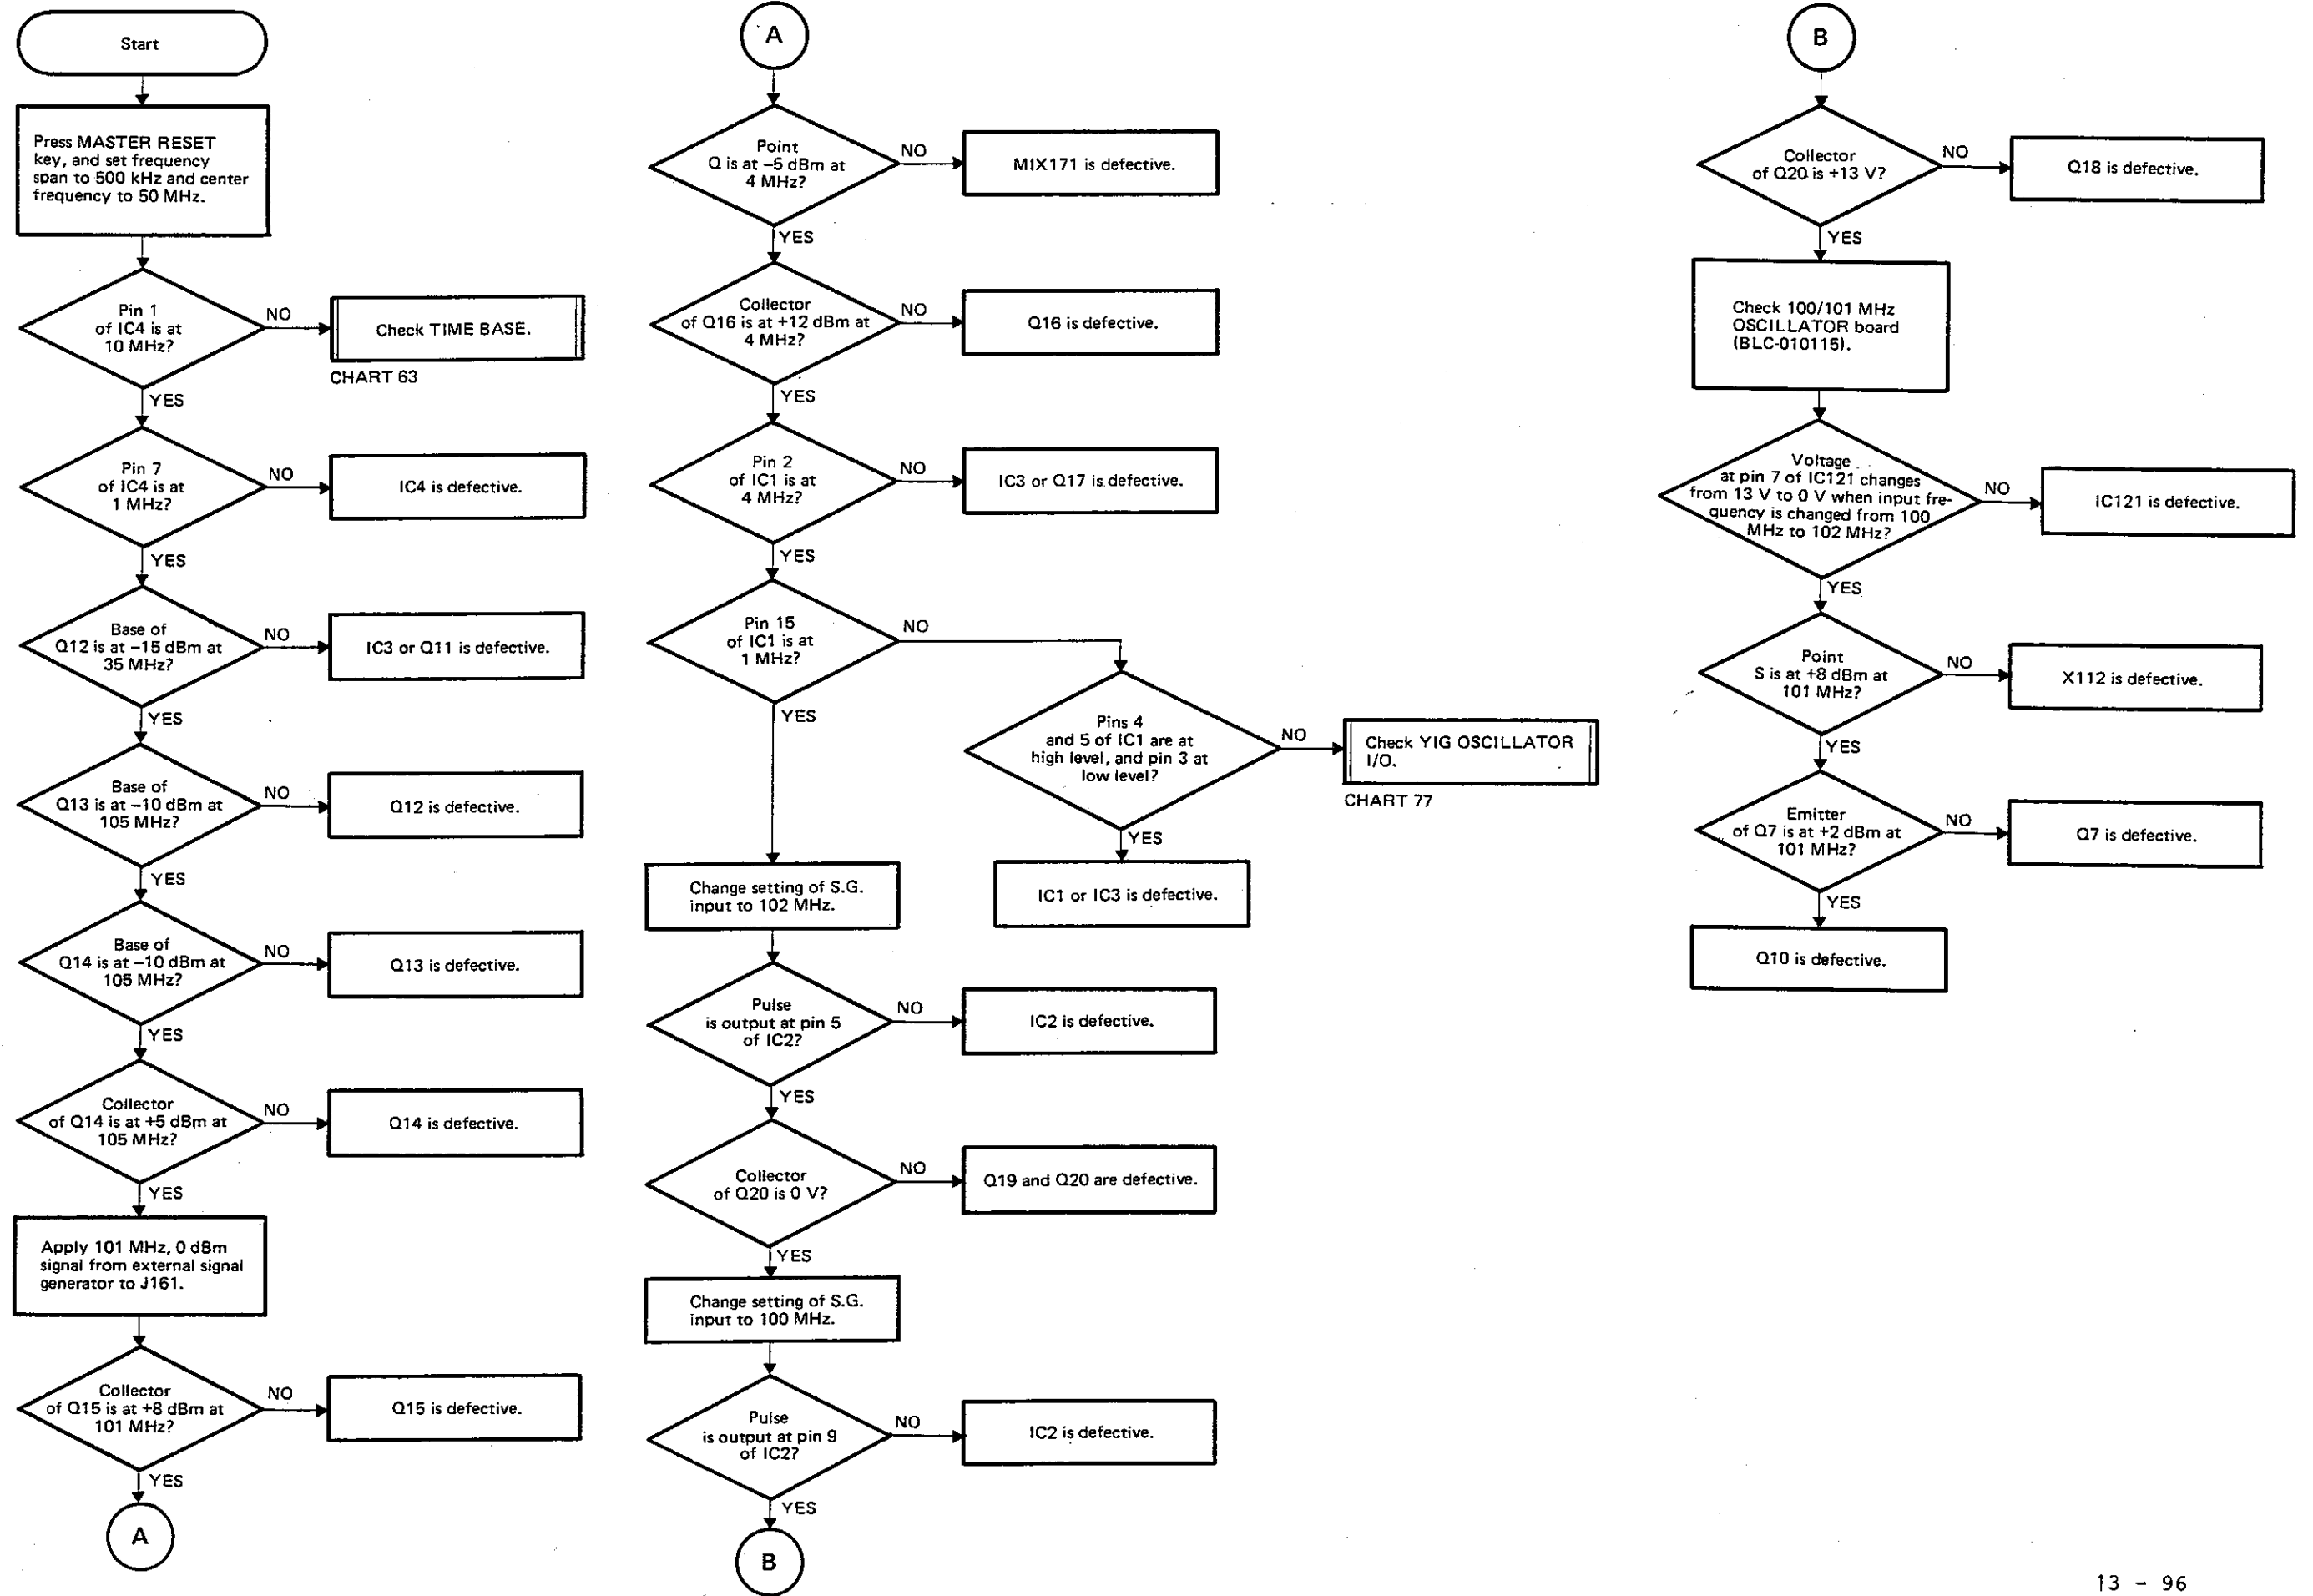 Start
Press MASTER RESET
key, and set frequency
span to 500 kHz and center
frequency to 50 MHz.
Pin 1
of IC4 is at
10 MHz?
NO
Check TIME BASE.
CHART 63
YES
Pin 7
of IC4 is at
1 MHz?
NO
IC4 is defective.
YES
Base of
Q12 is at –15 dBm at
35 MHz?
NO
IC3 or Q11 is defective.
YES
Base of
Q13 is at –10 dBm at
105 MHz?
NO
Q12 is defective.
YES
Base of
Q14 is at –10 dBm at
105 MHz?
NO
Q13 is defective.
YES
Collector
of Q14 is at +5 dBm at
105 MHz?
NO
Q14 is defective.
YES
Apply 101 MHz, 0 dBm
signal from external signal
generator to J161.
Collector
of Q15 is at +8 dBm at
101 MHz?
NO
Q15 is defective.
YES
A
A
Point
Q is at –5 dBm at
4 MHz?
NO
MIX171 is defective.
YES
Collector
of Q16 is at +12 dBm at
4 MHz?
NO
Q16 is defective.
YES
Pin 2
of IC1 is at
4 MHz?
NO
IC3 or Q17 is defective.
YES
Pin 15
of IC1 is at
1 MHz?
NO
YES
Pins 4
and 5 of IC1 are at
high level, and pin 3 at
low level?
NO
Check YIG OSCILLATOR
I/O.
CHART 77
YES
IC1 or IC3 is defective.
Change setting of S.G.
input to 102 MHz.
Pulse
is output at pin 5
of IC2?
NO
IC2 is defective.
YES
Collector
of Q20 is 0 V?
NO
Q19 and Q20 are defective.
YES
Change setting of S.G.
input to 100 MHz.
Pulse
is output at pin 9
of IC2?
NO
IC2 is defective.
YES
B
B
Collector
of Q20 is +13 V?
NO
Q18 is defective.
YES
Check 100/101 MHz
OSCILLATOR board
(BLC-010115).
Voltage
at pin 7 of IC121 changes
from 13 V to 0 V when input fre-
quency is changed from 100
MHz to 102 MHz?
NO
IC121 is defective.
YES
Point
S is at +8 dBm at
101 MHz?
NO
X112 is defective.
YES
Emitter
of Q7 is at +2 dBm at
101 MHz?
NO
Q7 is defective.
YES
Q10 is defective.
13 - 96